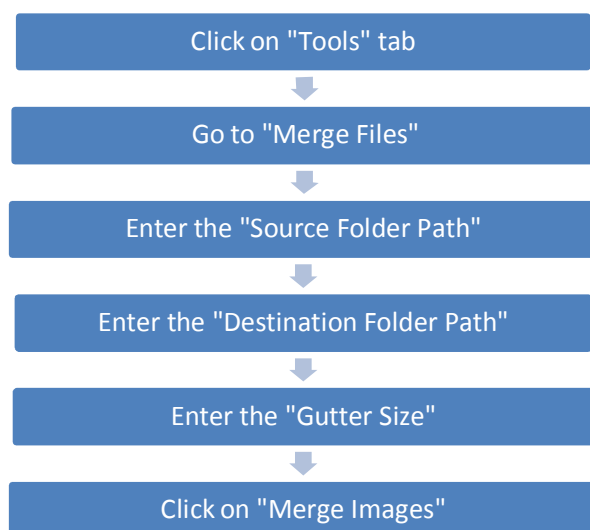 Click on "Tools" tab
Go to "Merge Files"
Enter the "Source Folder Path"
Enter the "Destination Folder Path"
Enter the "Gutter Size"
Click on "Merge Images"